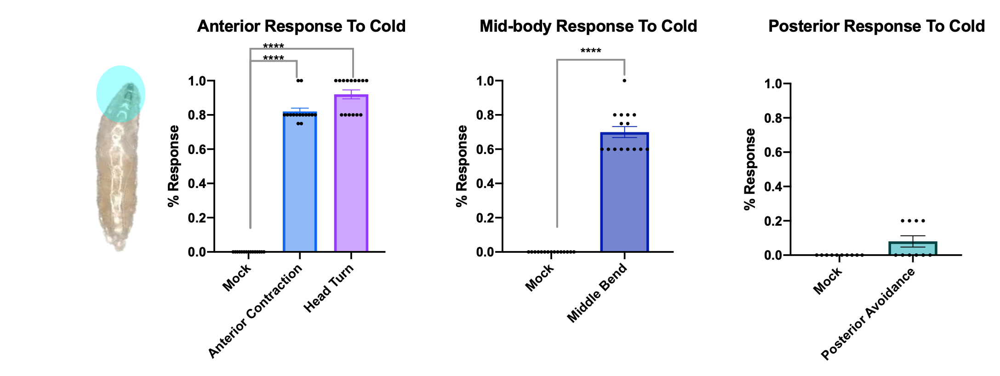 Anterior Response To Cold
****
****
% Response
1.0
0.8
0.6
0.4
0.2
0.0
Mock
Anterior Contraction
Head Turn
Mid-body Response To Cold
****
% Response
1.0
0.8
0.6
0.4
0.2
0.0
Mock
Middle Bend
Posterior Response To Cold
% Response
1.0
0.8
0.6
0.4
0.2
0.0
Mock
Posterior Avoidance